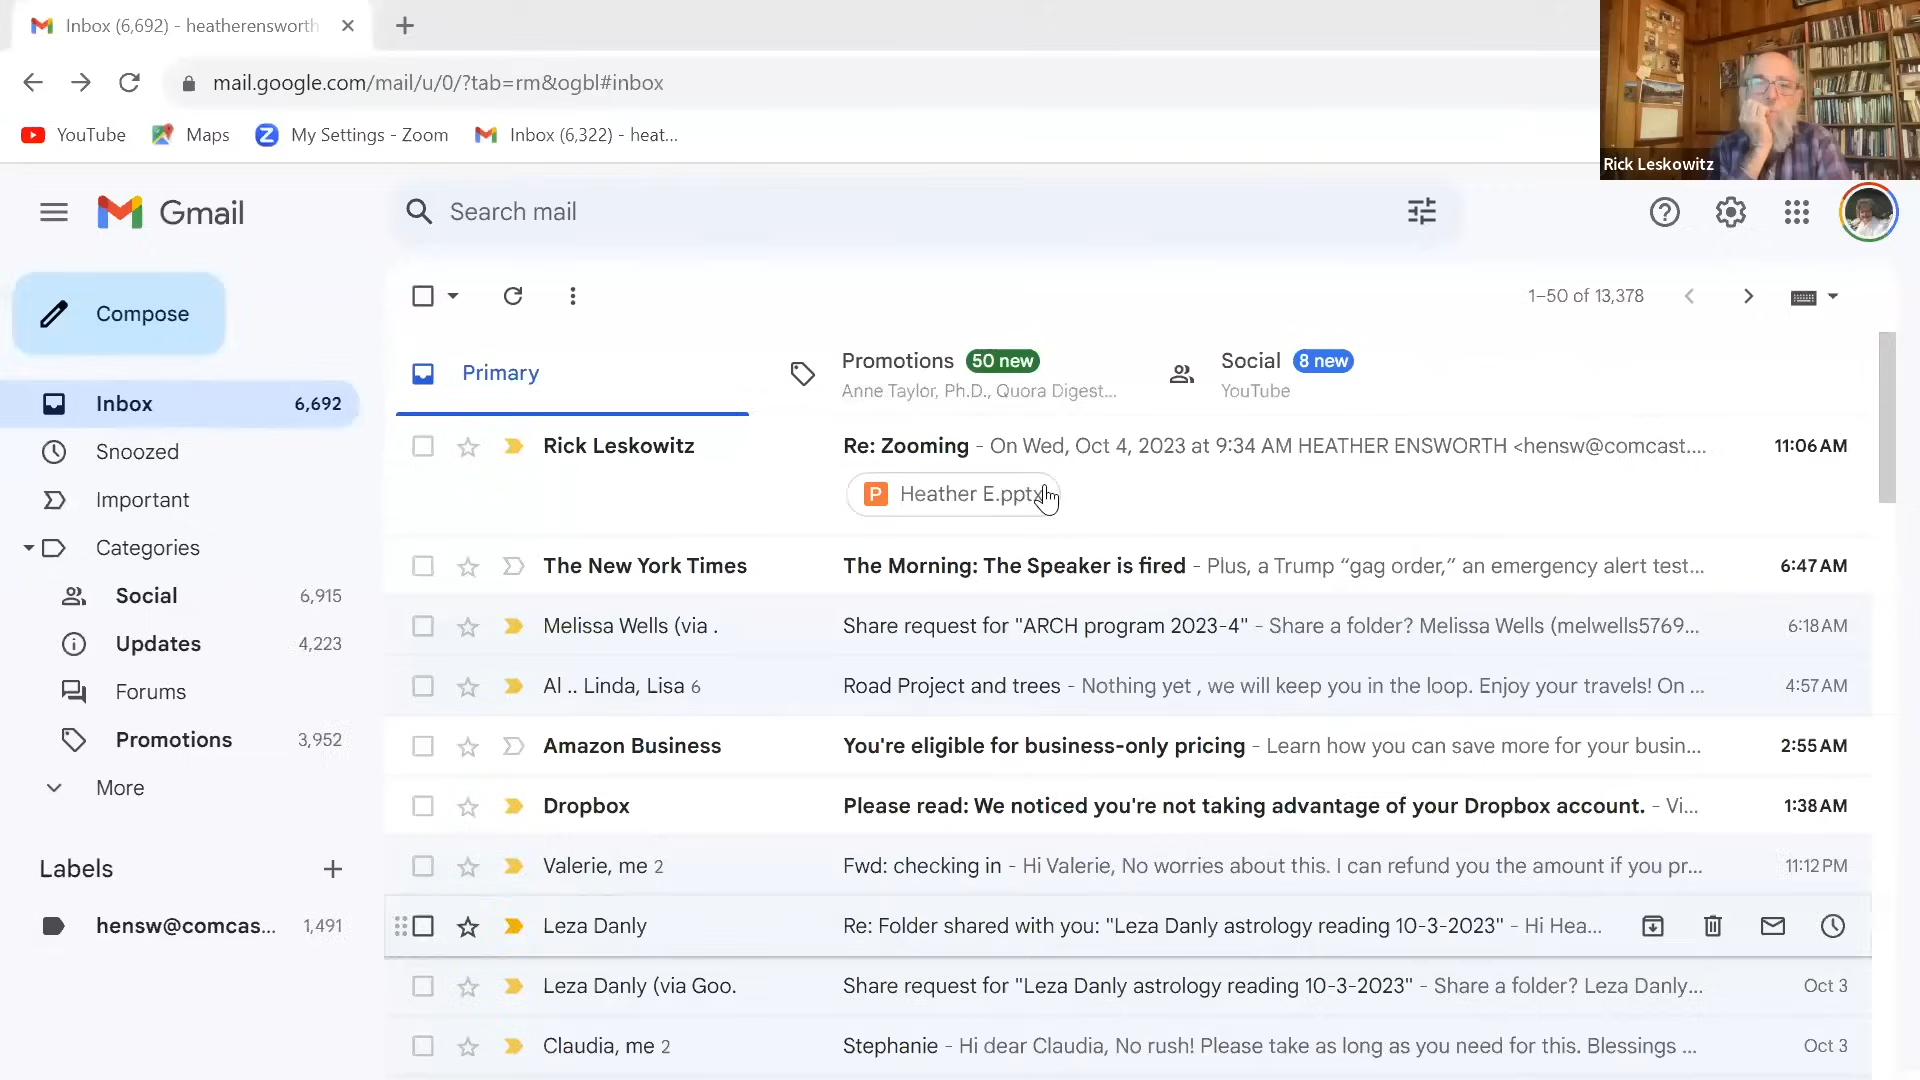 Inbox (6,692) - heatherensworth
mail.google.com/mail/u/0/?tab=rm&ogbl#inbox
YouTube Maps My Settings - Zoom Inbox (6,322) - heat...
Rick Leskowitz
Gmail
Search mail
Compose
1–50 of 13,378
Primary
Promotions 50 new
Anne Taylor, Ph.D., Quora Digest...
Social 8 new
YouTube
Inbox 6,692
Snoozed
Important
Categories
Social 6,915
Updates 4,223
Forums
Promotions 3,952
More
Labels
hensw@comcas... 1,491
Rick Leskowitz Re: Zooming - On Wed, Oct 4, 2023 at 9:34 AM HEATHER ENSWORTH <hensw@comcast.... 11:06 AM
P Heather E.pptx
The New York Times The Morning: The Speaker is fired - Plus, a Trump “gag order,” an emergency alert test... 6:47 AM
Melissa Wells (via . Share request for "ARCH program 2023-4" - Share a folder? Melissa Wells (melwells5769... 6:18 AM
Al .. Linda, Lisa 6 Road Project and trees - Nothing yet , we will keep you in the loop. Enjoy your travels! On ... 4:57 AM
Amazon Business You're eligible for business-only pricing - Learn how you can save more for your busin... 2:55 AM
Dropbox Please read: We noticed you're not taking advantage of your Dropbox account. - Vi... 1:38 AM
Valerie, me 2 Fwd: checking in - Hi Valerie, No worries about this. I can refund you the amount if you pr... 11:12 PM
Leza Danly Re: Folder shared with you: "Leza Danly astrology reading 10-3-2023" - Hi Hea...
Leza Danly (via Goo. Share request for "Leza Danly astrology reading 10-3-2023" - Share a folder? Leza Danly... Oct 3
Claudia, me 2 Stephanie - Hi dear Claudia, No rush! Please take as long as you need for this. Blessings ... Oct 3